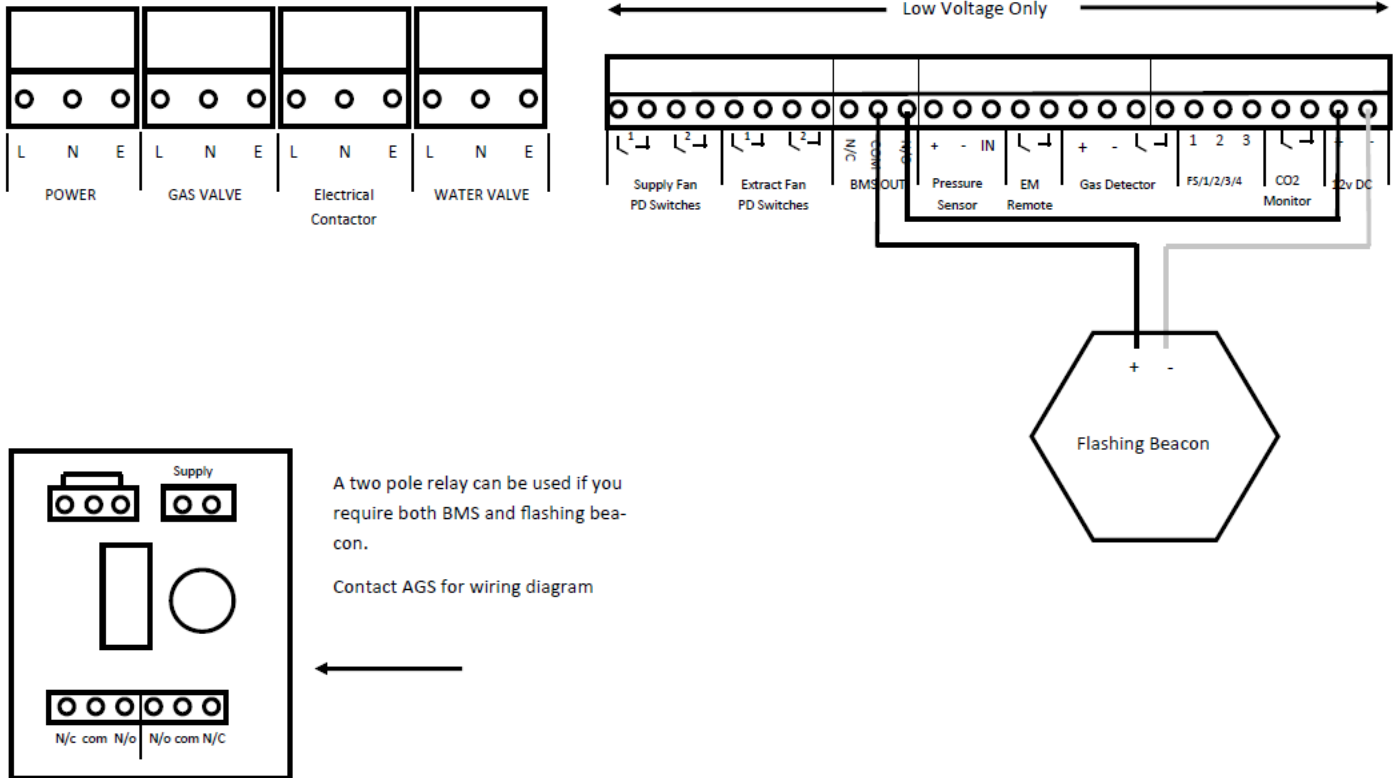 Low Voltage Only
L N E L N E L N E L N E
POWER GAS VALVE Electrical
Contactor WATER VALVE
1 2 1 2 N/C COM N/O + - IN + - 1 2 3 + -
Supply Fan
PD Switches
Extract Fan
PD Switches
BMS OUT
Pressure
Sensor
EM
Remote
Gas Detector
FS/1/2/3/4
CO2
Monitor
12v DC
+ -
Flashing Beacon
Supply
A two pole relay can be used if you
require both BMS and flashing bea-
con.
Contact AGS for wiring diagram
N/c com N/o N/o com N/C